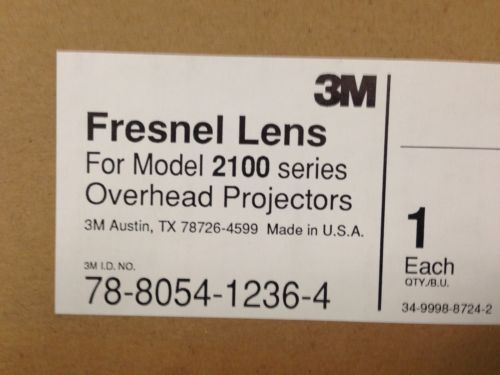 3M
Fresnel Lens
For Model 2100 series
Overhead Projectors
3M Austin, TX 78726-4599 Made in U.S.A.
3M I.D. NO.
78-8054-1236-4
1
Each
QTY./B.U.
34-9998-8724-2